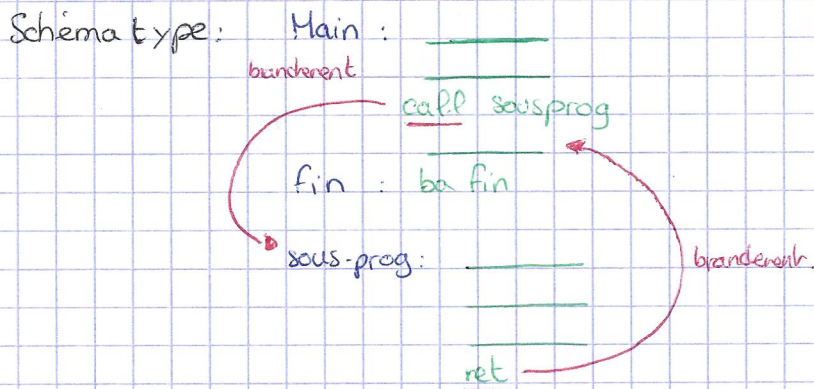 Schéma type : Main :
branchement
call sousprog
fin : ba fin
sous-prog :
branchement.
ret